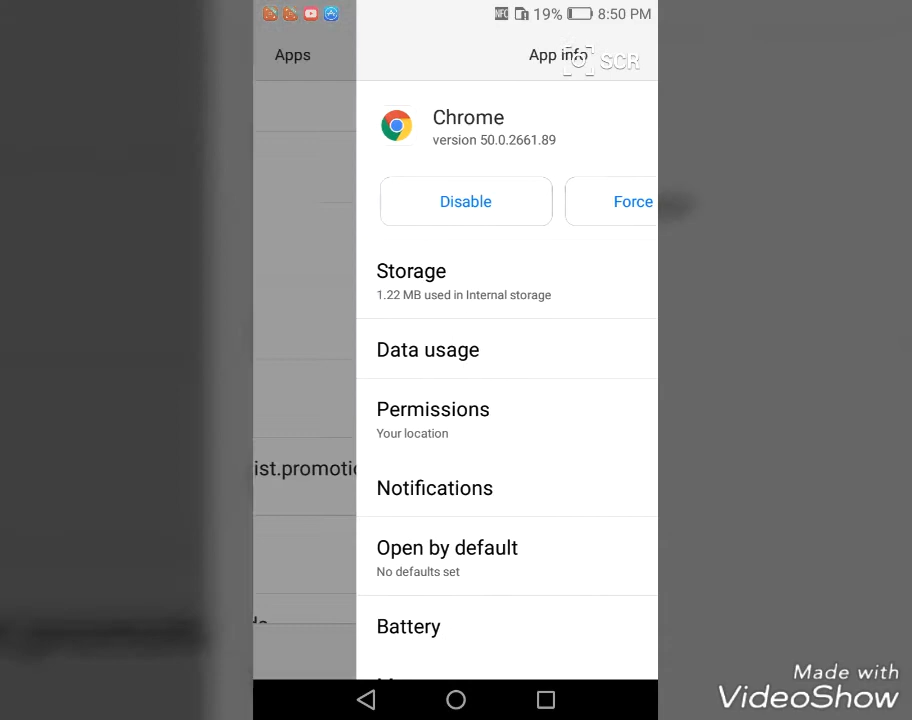 19% 8:50 PM
Apps
App info
SCR
Chrome
version 50.0.2661.89
Disable
Force
Storage
1.22 MB used in Internal storage
Data usage
Permissions
Your location
ist.promotic
Notifications
Open by default
No defaults set
Battery
Made with
VideoShow